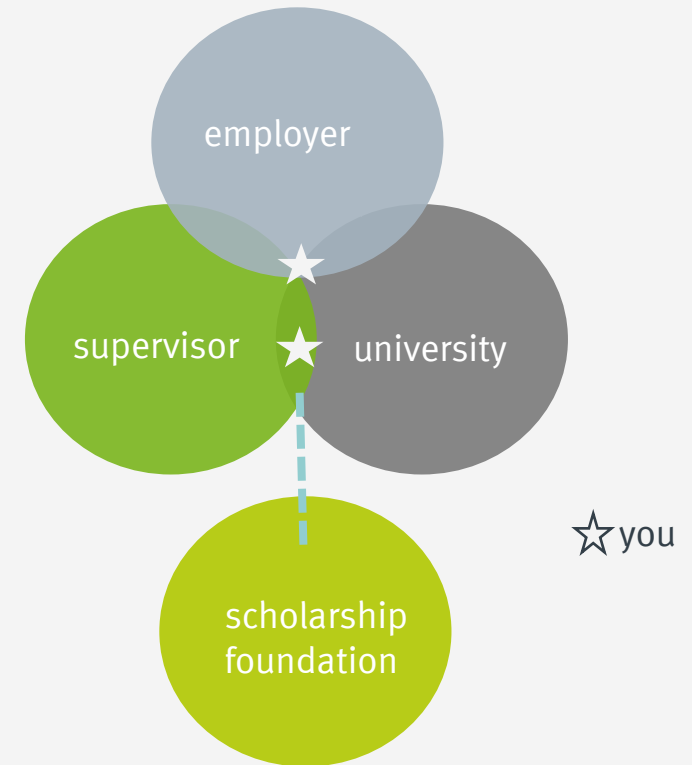 employer
supervisor
university
you
scholarship
foundation